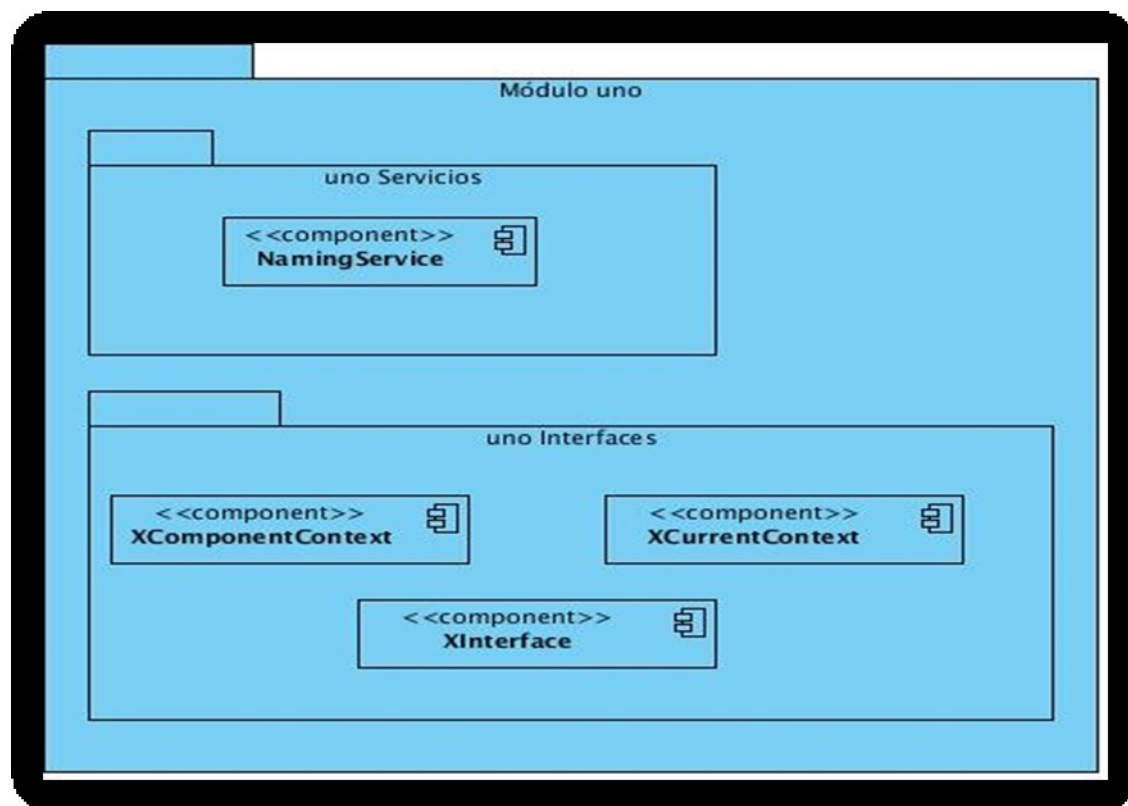 Módulo uno
uno Servicios
<<component>>
NamingService
uno Interfaces
<<component>>
XComponentContext
<<component>>
XCurrentContext
<<component>>
XInterface